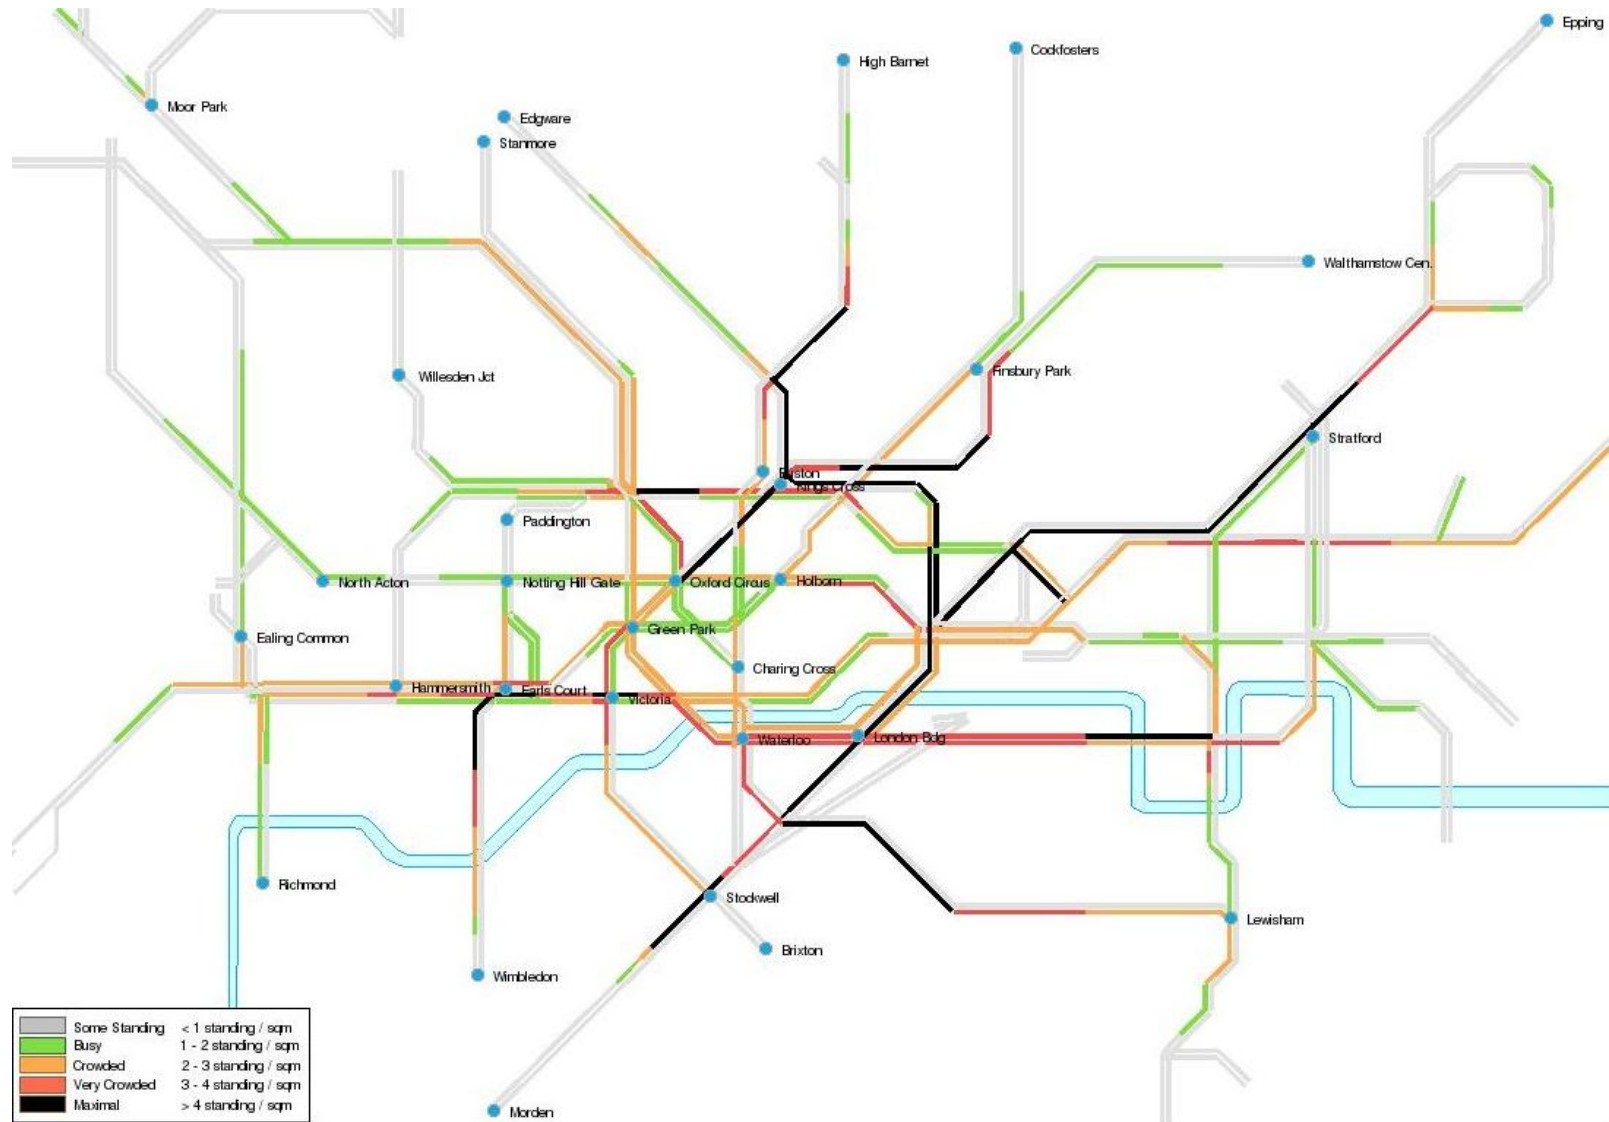 Epping
Cockfosters
High Barnet
Moor Park
Edgware
Stanmore
Walthamstow Cen.
Finsbury Park
Willesden Jct
Stratford
Euston
Kings Cross
Paddington
North Acton
Notting Hill Gate
Oxford Circus
Holborn
Green Park
Ealing Common
Charing Cross
Hammersmith
Earls Court
Victoria
Waterloo
London Bdg
Richmond
Stockwell
Lewisham
Brixton
Wimbledon
Some Standing < 1 standing / sqm
Busy 1 - 2 standing / sqm
Crowded 2 - 3 standing / sqm
Very Crowded 3 - 4 standing / sqm
Maximal > 4 standing / sqm
Morden